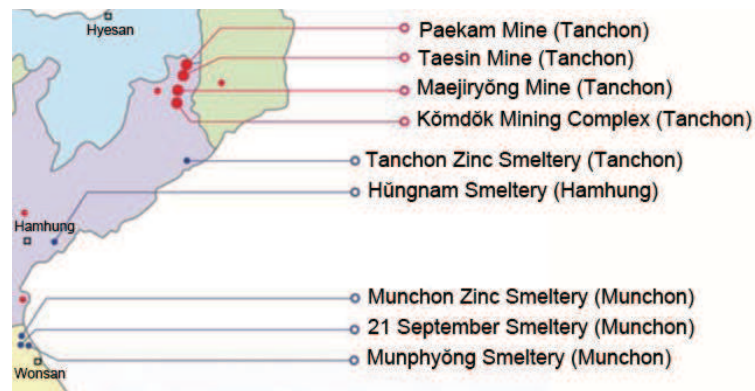 Hyesan
Paekam Mine (Tanchon)
Taesin Mine (Tanchon)
Maejiryŏng Mine (Tanchon)
Kŏmdŏk Mining Complex (Tanchon)
Tanchon Zinc Smeltery (Tanchon)
Hŭngnam Smeltery (Hamhung)
Hamhung
Munchon Zinc Smeltery (Munchon)
21 September Smeltery (Munchon)
Munphyŏng Smeltery (Munchon)
Wonsan